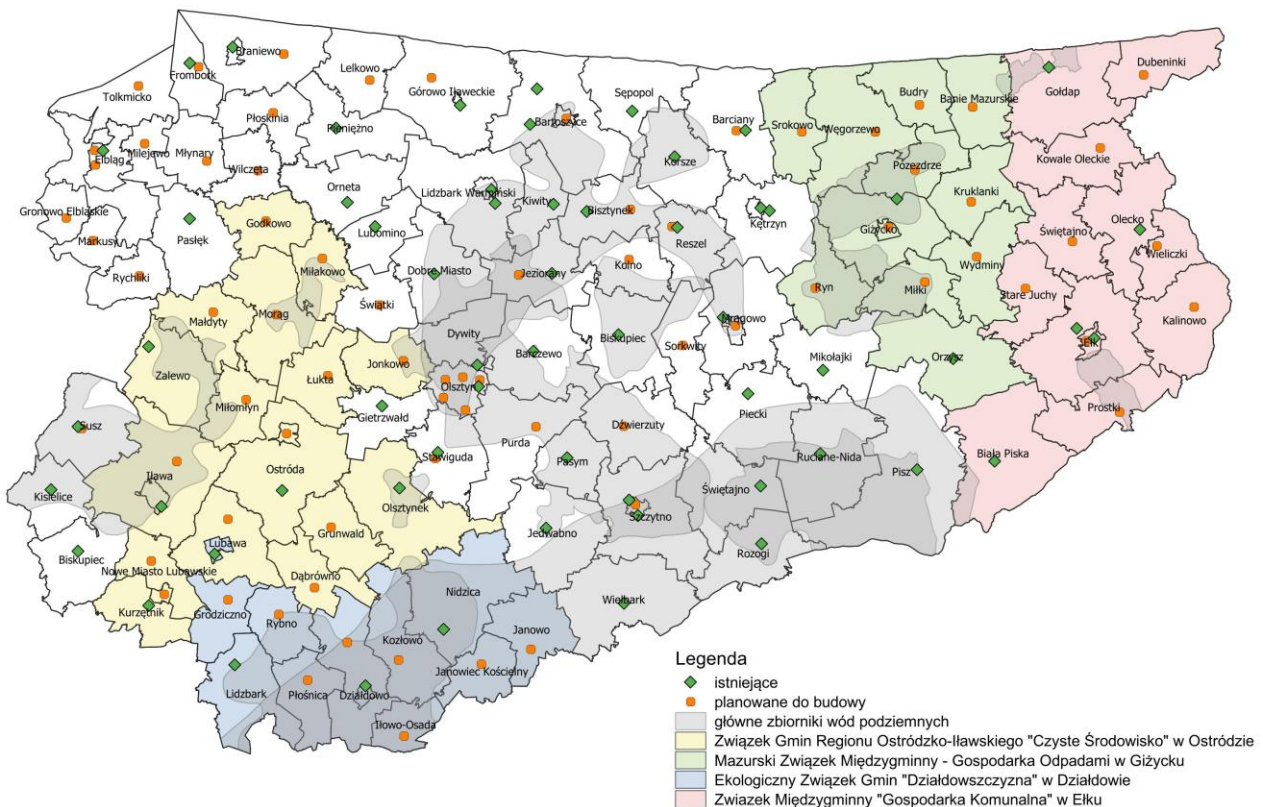 Braniewo
Frombork
Lelkowo
Górowo Iławeckie
Sępopol
Dubeninki
Gołdap
Tolkmicko
Płoskinia
Pieniężno
Bartoszyce
Barciany
Srokowo
Węgorzewo
Budry
Banie Mazurskie
Elbląg
Milejewo
Młynary
Wilczęta
Korsze
Pozezdrze
Kowale Oleckie
Orneta
Lidzbark Warmiński
Kiwity
Bisztynek
Reszel
Kętrzyn
Kruklanki
Gronowo Elbląskie
Markusy
Pasłęk
Godkowo
Lubomino
Giżycko
Świętajno
Olecko
Wieliczki
Rychliki
Miłakowo
Dobre Miasto
Jeziorany
Kolno
Ryn
Miłki
Wydminy
Stare Juchy
Kalinowo
Małdyty
Morąg
Świątki
Dywity
Barczewo
Biskupiec
Sorkwity
Mrągowo
Mikołajki
Orzysz
Ełk
Zalewo
Miłomłyn
Łukta
Jonkowo
Gietrzwałd
Olsztyn
Piecki
Prostki
Susz
Iława
Ostróda
Stawiguda
Purda
Dźwierzuty
Pasym
Ruciane-Nida
Pisz
Biała Piska
Kisielice
Olsztynek
Świętajno
Szczytno
Biskupiec
Lubawa
Grunwald
Jedwabno
Rozogi
Nowe Miasto Lubawskie
Dąbrówno
Kurzętnik
Grodziczno
Rybno
Nidzica
Wielbark
Kozłowo
Janowo
Janowiec Kościelny
Lidzbark
Płośnica
Działdowo
Iłowo-Osada
Legenda
istniejące
planowane do budowy
główne zbiorniki wód podziemnych
Związek Gmin Regionu Ostródzko-Iławskiego "Czyste Środowisko" w Ostródzie
Mazurski Związek Międzygminny - Gospodarka Odpadami w Giżycku
Ekologiczny Związek Gmin "Działdowszczyzna" w Działdowie
Zwiazek Międzygminny "Gospodarka Komunalna" w Ełku